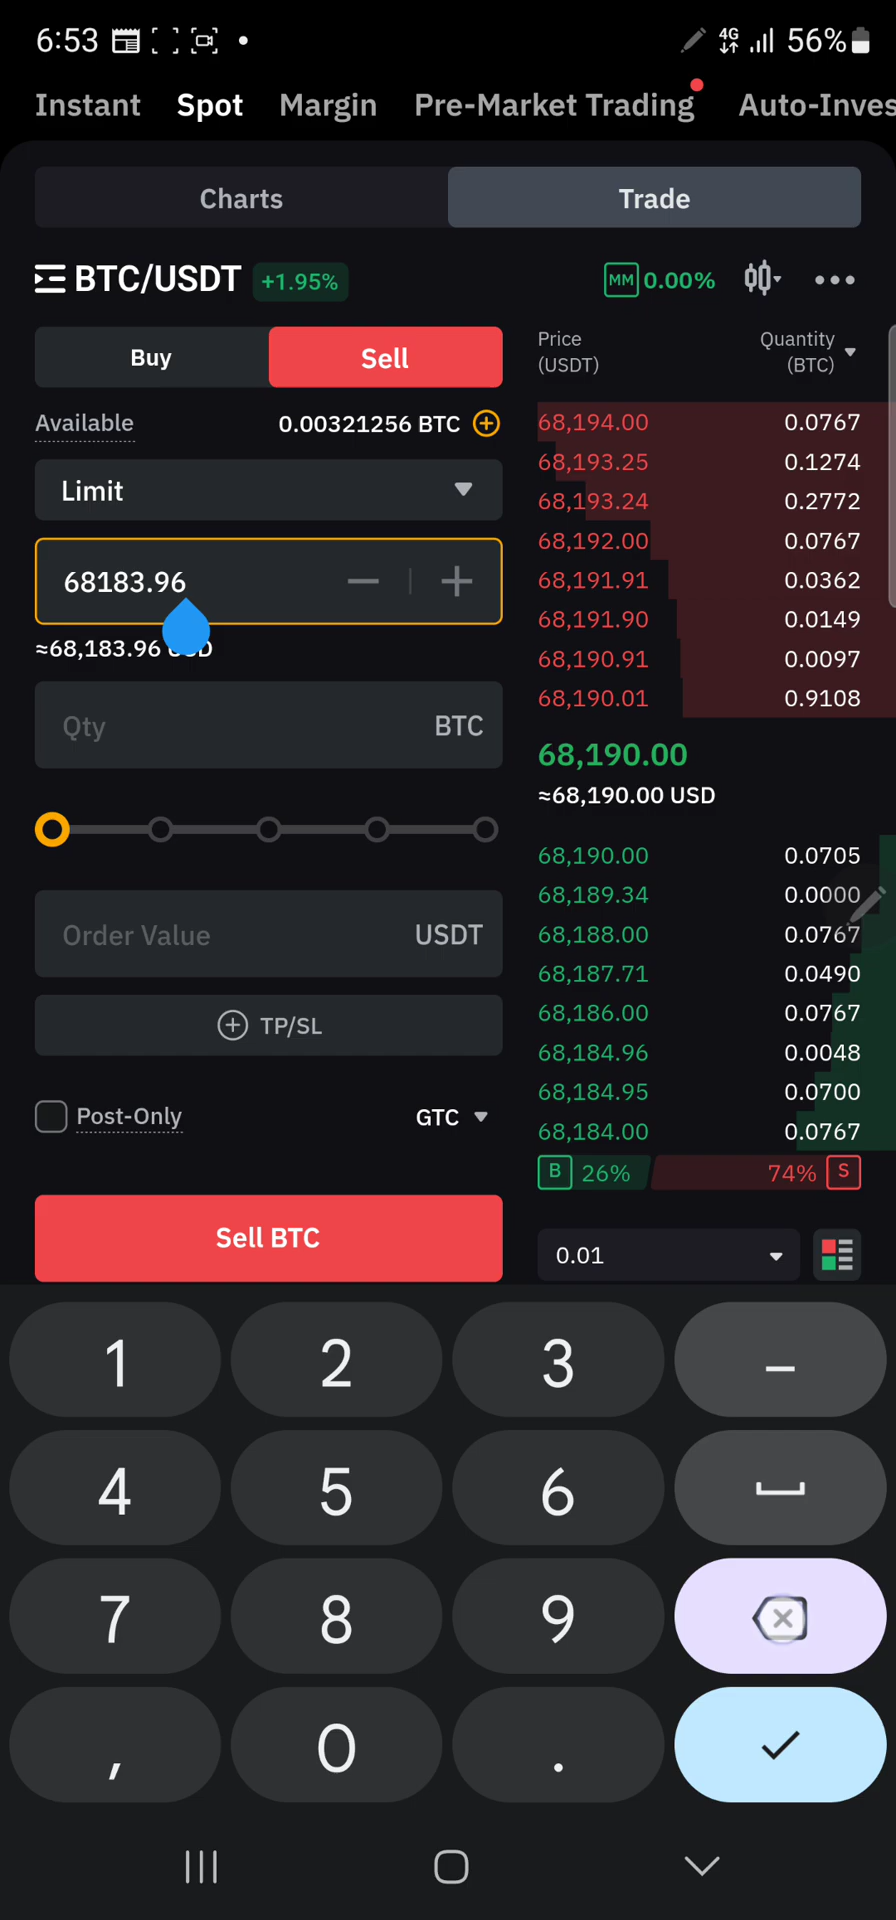 6:53 4G 56%
Instant Spot Margin Pre-Market Trading Auto-Inves
Charts Trade
BTC/USDT +1.95% MM 0.00%
Buy Sell
Price (USDT) Quantity (BTC)
Available 0.00321256 BTC
Limit
68183.96
≈68,183.96 USD
Qty BTC
Order Value USDT
TP/SL
Post-Only GTC
Sell BTC
68,194.00 0.0767
68,193.25 0.1274
68,193.24 0.2772
68,192.00 0.0767
68,191.91 0.0362
68,191.90 0.0149
68,190.91 0.0097
68,190.01 0.9108
68,190.00
≈68,190.00 USD
68,190.00 0.0705
68,189.34 0.0000
68,188.00 0.0767
68,187.71 0.0490
68,186.00 0.0767
68,184.96 0.0048
68,184.95 0.0700
68,184.00 0.0767
B 26% 74% S
0.01
1 2 3 –
4 5 6
7 8 9
, 0 .